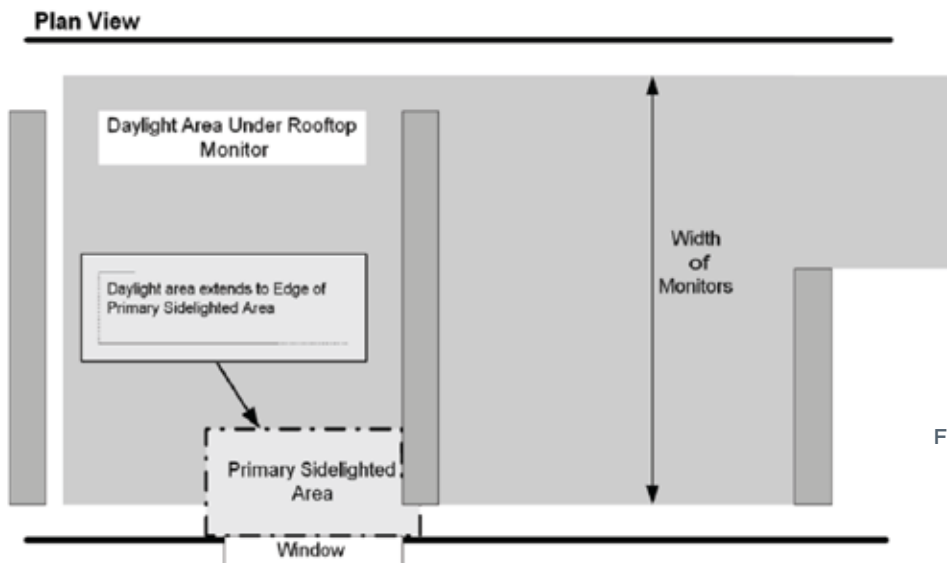 Plan View
Daylight Area Under Rooftop
Monitor
Width
of
Monitors
Daylight area extends to Edge of
Primary Sidelighted Area
F
Primary Sidelighted
Area
Window